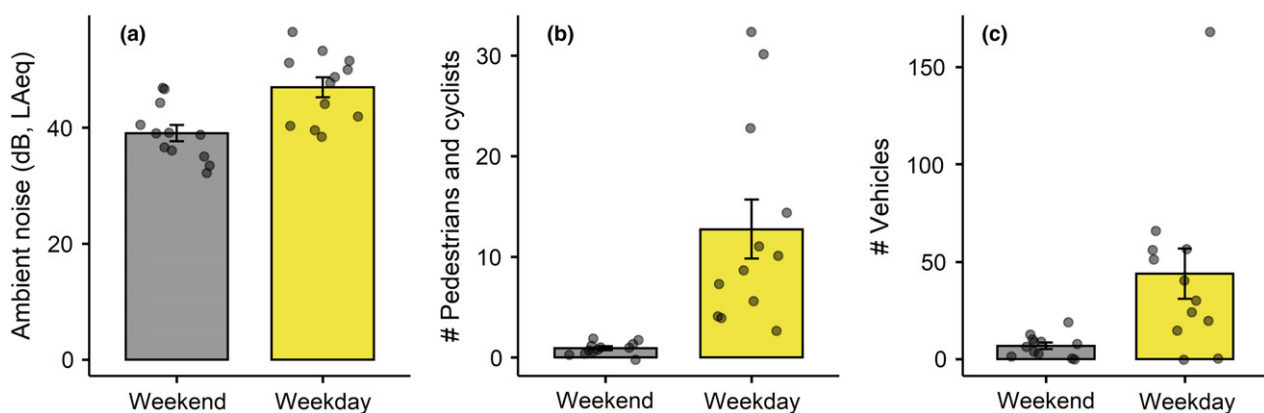 (a)
Ambient noise (dB, LAeq)
40
20
0
Weekend Weekday
(b)
# Pedestrians and cyclists
30
20
10
0
Weekend Weekday
(c)
# Vehicles
150
100
50
0
Weekend Weekday